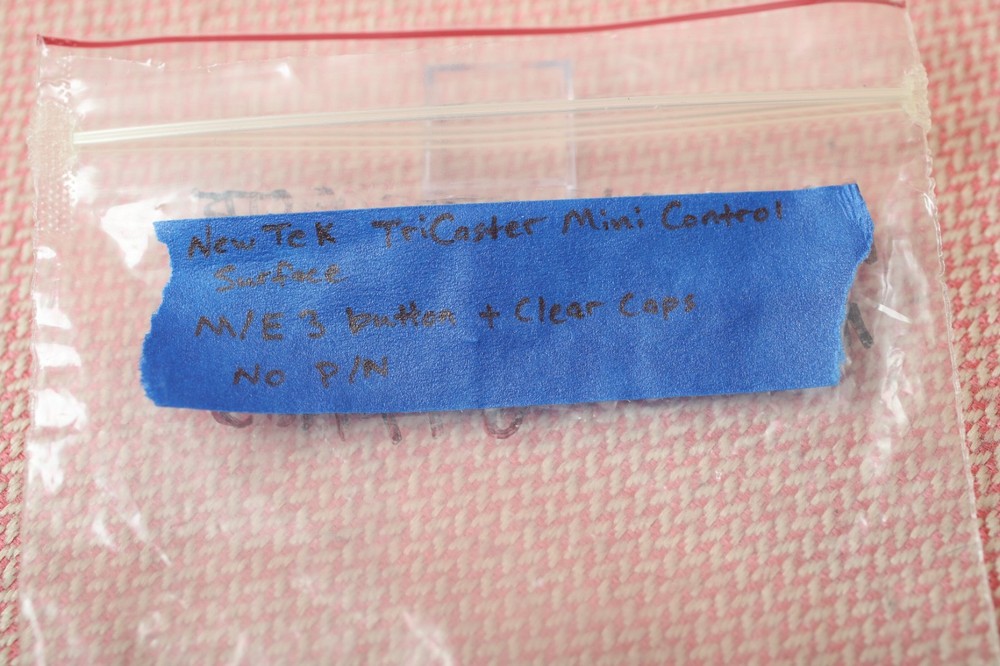 NewTek TriCaster Mini Control
Surface
M/E 3 button + Clear Caps
No P/N